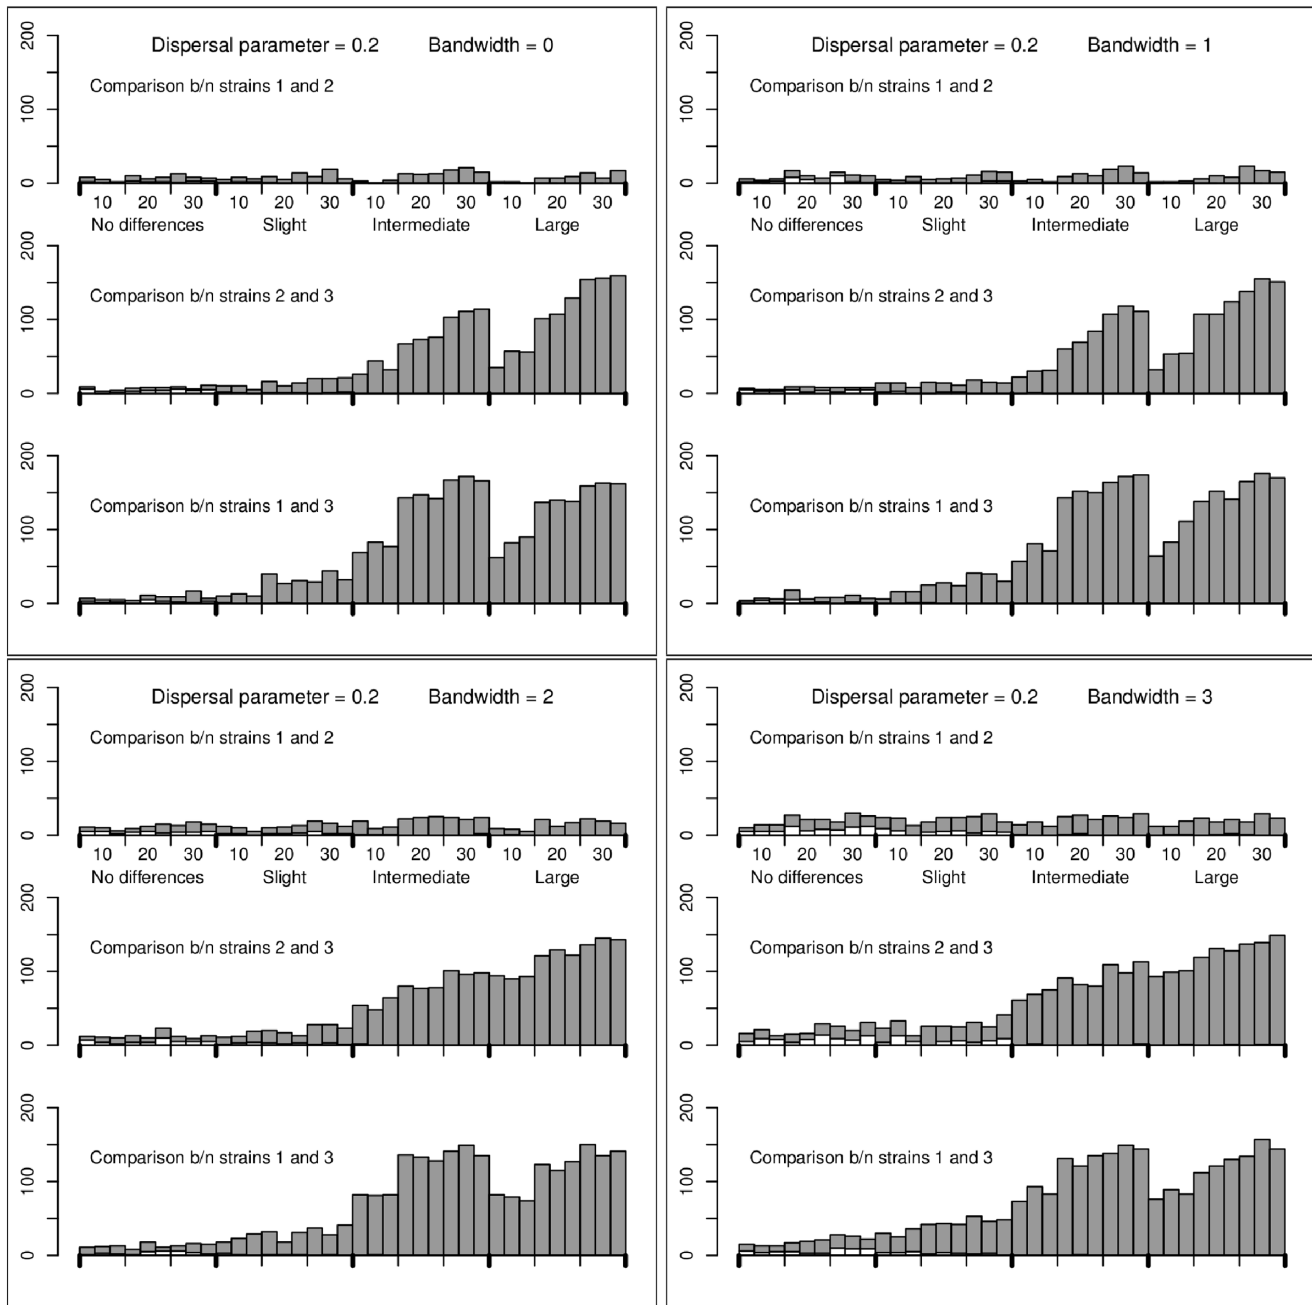 Dispersal parameter = 0.2 Bandwidth = 0
Comparison b/n strains 1 and 2
0 100 200
10 20 30 10 20 30 10 20 30 10 20 30
No differences Slight Intermediate Large
Comparison b/n strains 2 and 3
0 100 200
Comparison b/n strains 1 and 3
0 100 200
Dispersal parameter = 0.2 Bandwidth = 1
Comparison b/n strains 1 and 2
0 100 200
10 20 30 10 20 30 10 20 30 10 20 30
No differences Slight Intermediate Large
Comparison b/n strains 2 and 3
0 100 200
Comparison b/n strains 1 and 3
0 100 200
Dispersal parameter = 0.2 Bandwidth = 2
Comparison b/n strains 1 and 2
0 100 200
10 20 30 10 20 30 10 20 30 10 20 30
No differences Slight Intermediate Large
Comparison b/n strains 2 and 3
0 100 200
Comparison b/n strains 1 and 3
0 100 200
Dispersal parameter = 0.2 Bandwidth = 3
Comparison b/n strains 1 and 2
0 100 200
10 20 30 10 20 30 10 20 30 10 20 30
No differences Slight Intermediate Large
Comparison b/n strains 2 and 3
0 100 200
Comparison b/n strains 1 and 3
0 100 200